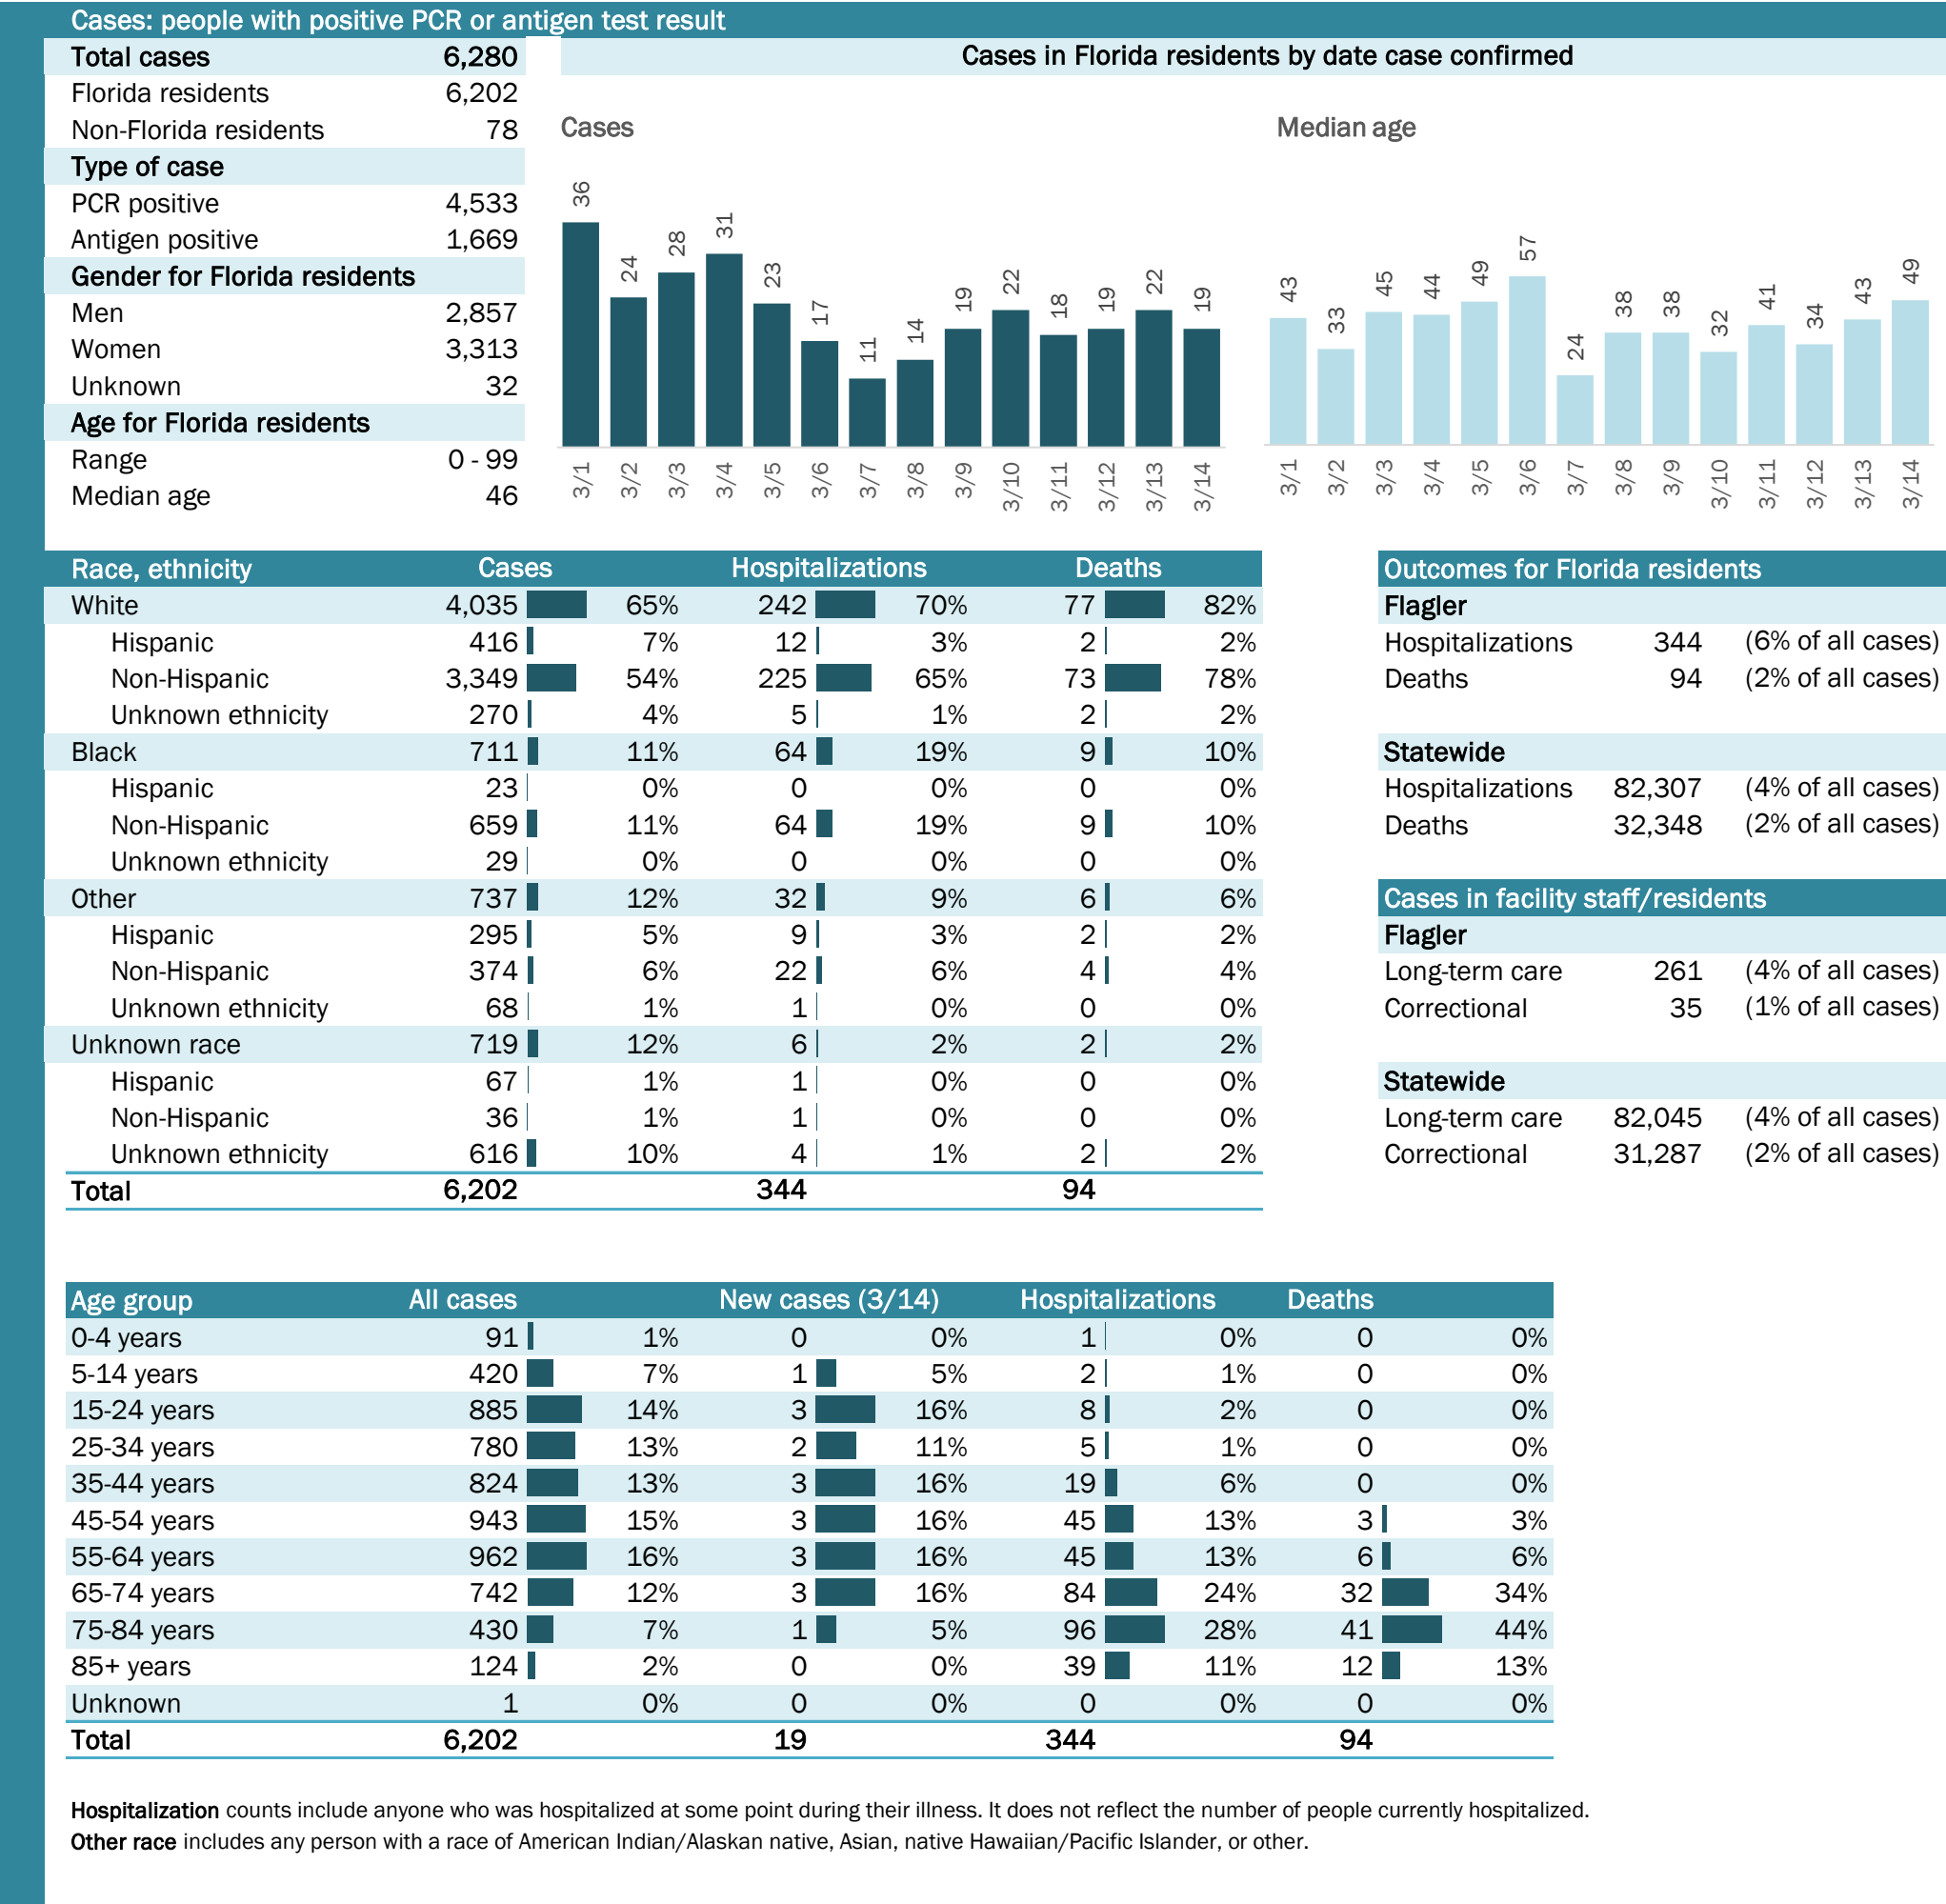 Cases: people with positive PCR or antigen test result
Total cases 6,280
Florida residents 6,202
Non-Florida residents 78
Type of case
PCR positive 4,533
Antigen positive 1,669
Gender for Florida residents
Men 2,857
Women 3,313
Unknown 32
Age for Florida residents
Range 0 - 99
Median age 46
Cases in Florida residents by date case confirmed
Cases
36 24 28 31 23 17 11 14 19 22 18 19 22 19
3/1 3/2 3/3 3/4 3/5 3/6 3/7 3/8 3/9 3/10 3/11 3/12 3/13 3/14
Median age
43 33 45 44 49 57 24 38 38 32 41 34 43 49
3/1 3/2 3/3 3/4 3/5 3/6 3/7 3/8 3/9 3/10 3/11 3/12 3/13 3/14
Race, ethnicity Cases Hospitalizations Deaths
White 4,035 65% 242 70% 77 82%
Hispanic 416 7% 12 3% 2 2%
Non-Hispanic 3,349 54% 225 65% 73 78%
Unknown ethnicity 270 4% 5 1% 2 2%
Black 711 11% 64 19% 9 10%
Hispanic 23 0% 0 0% 0 0%
Non-Hispanic 659 11% 64 19% 9 10%
Unknown ethnicity 29 0% 0 0% 0 0%
Other 737 12% 32 9% 6 6%
Hispanic 295 5% 9 3% 2 2%
Non-Hispanic 374 6% 22 6% 4 4%
Unknown ethnicity 68 1% 1 0% 0 0%
Unknown race 719 12% 6 2% 2 2%
Hispanic 67 1% 1 0% 0 0%
Non-Hispanic 36 1% 1 0% 0 0%
Unknown ethnicity 616 10% 4 1% 2 2%
Total 6,202 344 94
Outcomes for Florida residents
Flagler
Hospitalizations 344 (6% of all cases)
Deaths 94 (2% of all cases)
Statewide
Hospitalizations 82,307 (4% of all cases)
Deaths 32,348 (2% of all cases)
Cases in facility staff/residents
Flagler
Long-term care 261 (4% of all cases)
Correctional 35 (1% of all cases)
Statewide
Long-term care 82,045 (4% of all cases)
Correctional 31,287 (2% of all cases)
Age group All cases New cases (3/14) Hospitalizations Deaths
0-4 years 91 1% 0 0% 1 0% 0 0%
5-14 years 420 7% 1 5% 2 1% 0 0%
15-24 years 885 14% 3 16% 8 2% 0 0%
25-34 years 780 13% 2 11% 5 1% 0 0%
35-44 years 824 13% 3 16% 19 6% 0 0%
45-54 years 943 15% 3 16% 45 13% 3 3%
55-64 years 962 16% 3 16% 45 13% 6 6%
65-74 years 742 12% 3 16% 84 24% 32 34%
75-84 years 430 7% 1 5% 96 28% 41 44%
85+ years 124 2% 0 0% 39 11% 12 13%
Unknown 1 0% 0 0% 0 0% 0 0%
Total 6,202 19 344 94
Hospitalization counts include anyone who was hospitalized at some point during their illness. It does not reflect the number of people currently hospitalized.
Other race includes any person with a race of American Indian/Alaskan native, Asian, native Hawaiian/Pacific Islander, or other.